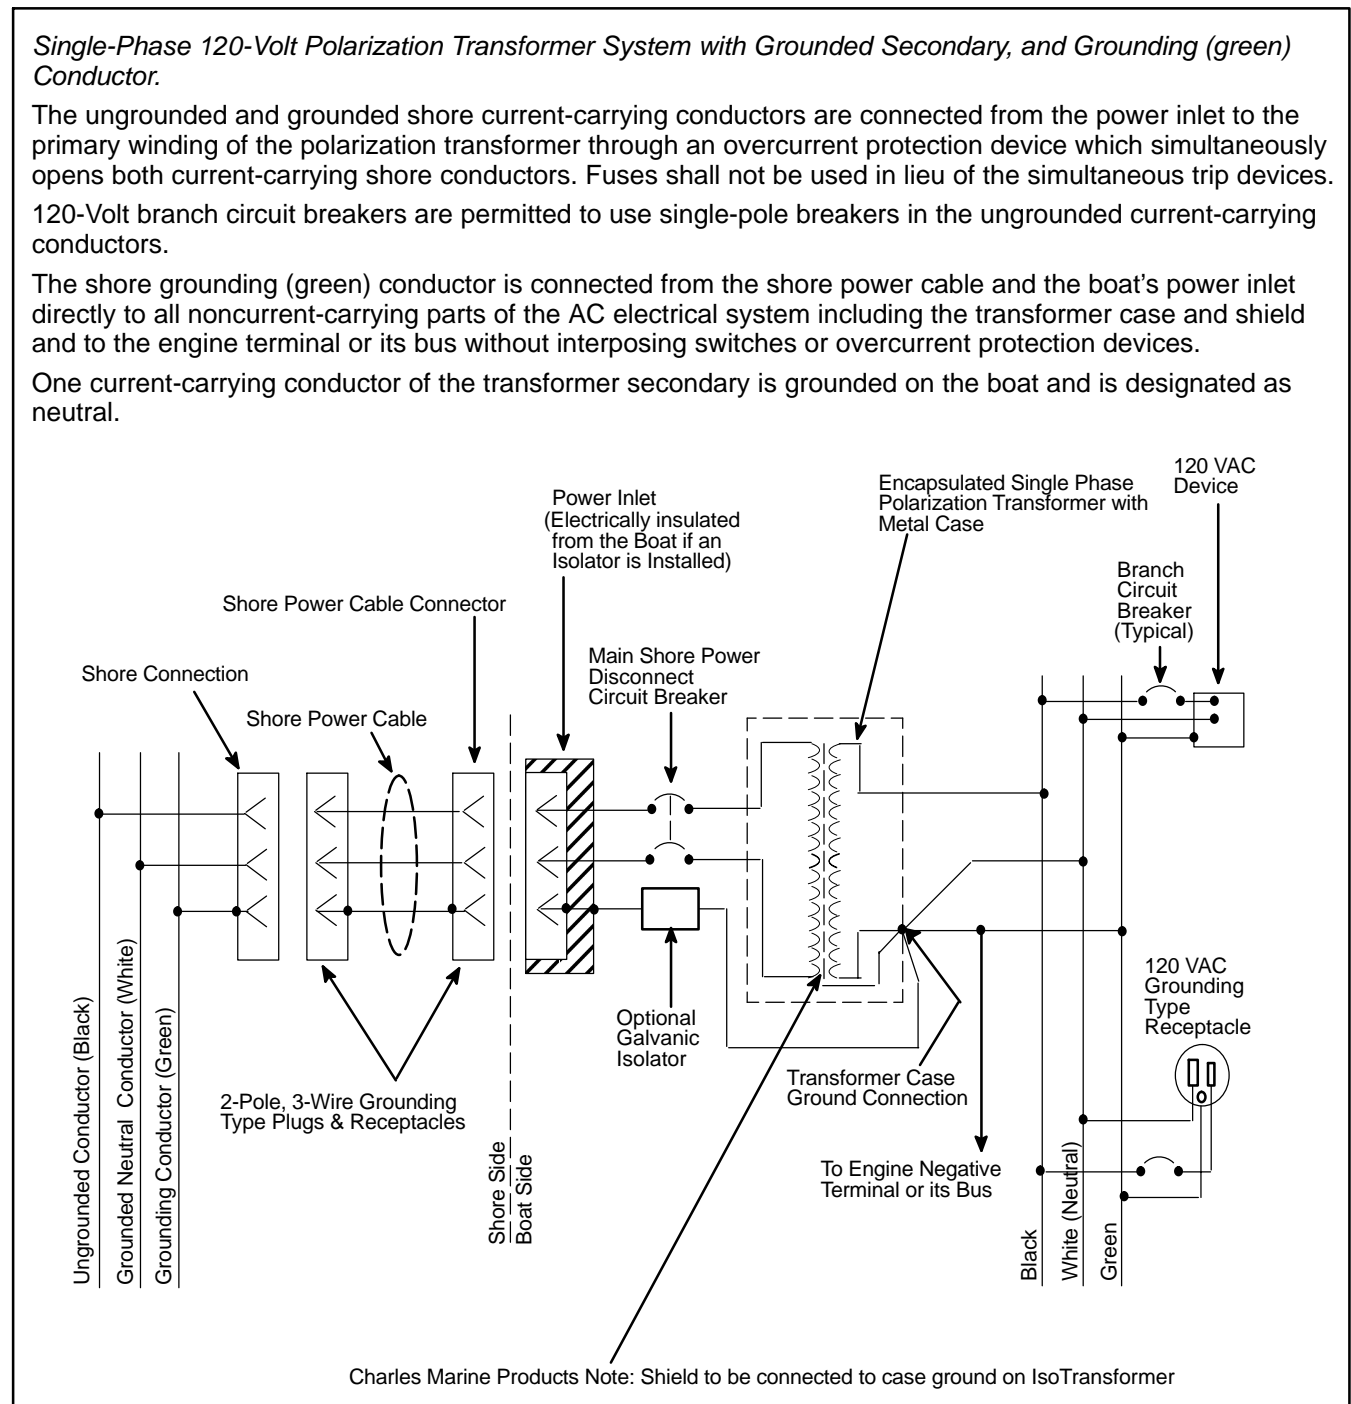 Single-Phase 120-Volt Polarization Transformer System with Grounded Secondary, and Grounding (green)
Conductor.
The ungrounded and grounded shore current-carrying conductors are connected from the power inlet to the
primary winding of the polarization transformer through an overcurrent protection device which simultaneously
opens both current-carrying shore conductors. Fuses shall not be used in lieu of the simultaneous trip devices.
120-Volt branch circuit breakers are permitted to use single-pole breakers in the ungrounded current-carrying
conductors.
The shore grounding (green) conductor is connected from the shore power cable and the boat's power inlet
directly to all noncurrent-carrying parts of the AC electrical system including the transformer case and shield
and to the engine terminal or its bus without interposing switches or overcurrent protection devices.
One current-carrying conductor of the transformer secondary is grounded on the boat and is designated as
neutral.
120 VAC
Device
Encapsulated Single Phase
Polarization Transformer with
Metal Case
Power Inlet
(Electrically insulated
from the Boat if an
Isolator is Installed)
Branch
Circuit
Breaker
(Typical)
Shore Power Cable Connector
Main Shore Power
Disconnect
Circuit Breaker
Shore Connection
Shore Power Cable
120 VAC
Grounding
Type
Receptacle
Optional
Galvanic
Isolator
Transformer Case
Ground Connection
2-Pole, 3-Wire Grounding
Type Plugs & Receptacles
To Engine Negative
Terminal or its Bus
Ungrounded Conductor (Black)
Grounded Neutral Conductor (White)
Grounding Conductor (Green)
Shore Side
Boat Side
Black
White (Neutral)
Green
Charles Marine Products Note: Shield to be connected to case ground on IsoTransformer